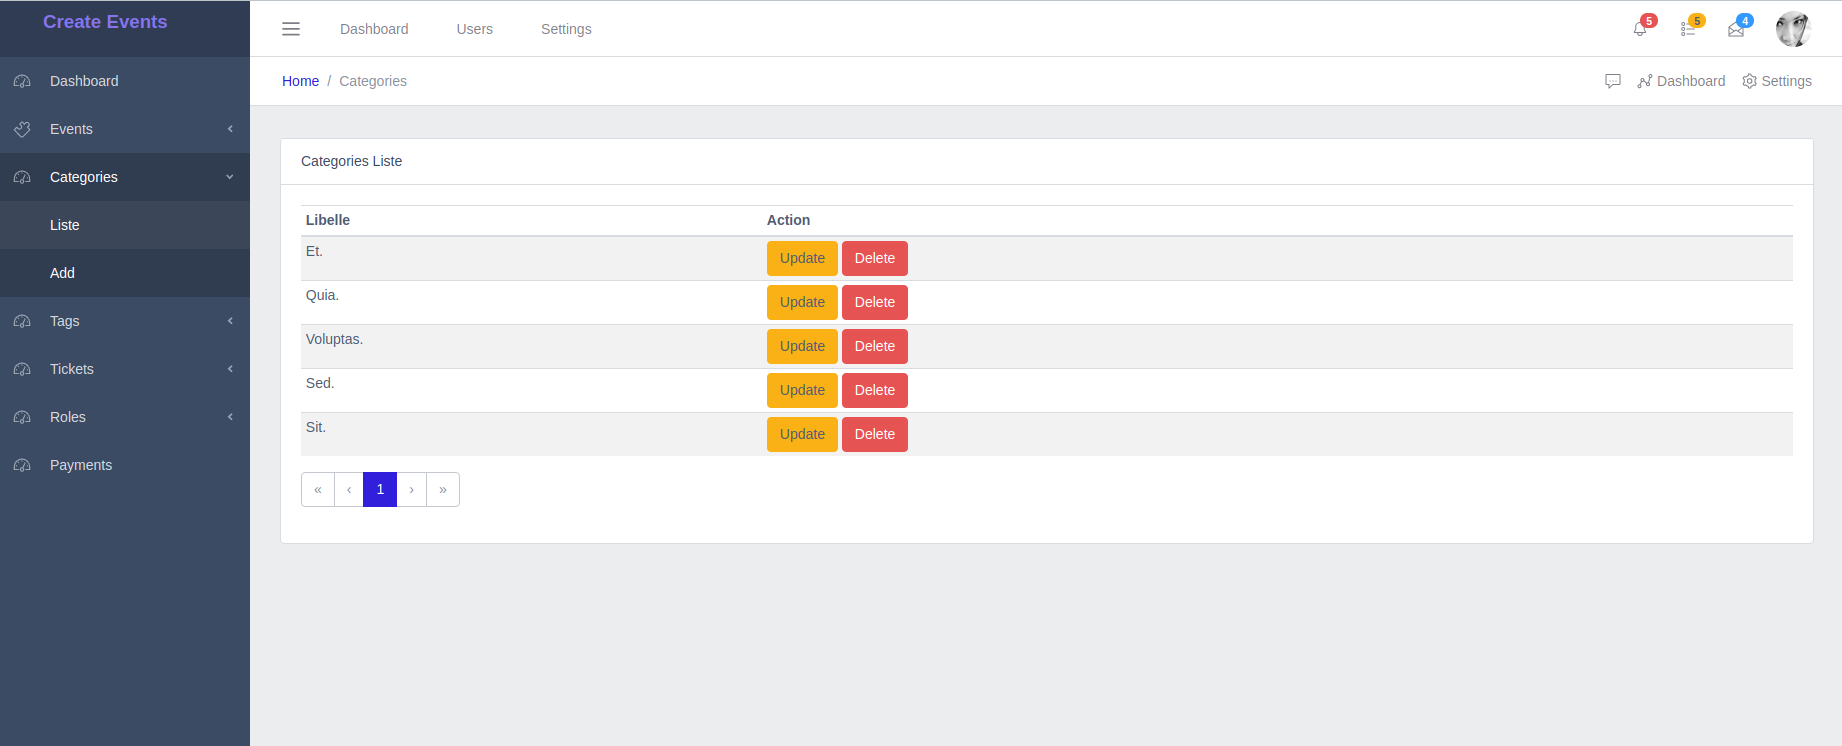 Create Events
Dashboard Users Settings 5 5 4
Home / Categories Dashboard Settings
Dashboard
Events
Categories
Liste
Add
Tags
Tickets
Roles
Payments
Categories Liste
Libelle Action
Et. Update Delete
Quia. Update Delete
Voluptas. Update Delete
Sed. Update Delete
Sit. Update Delete
« ‹ 1 › »